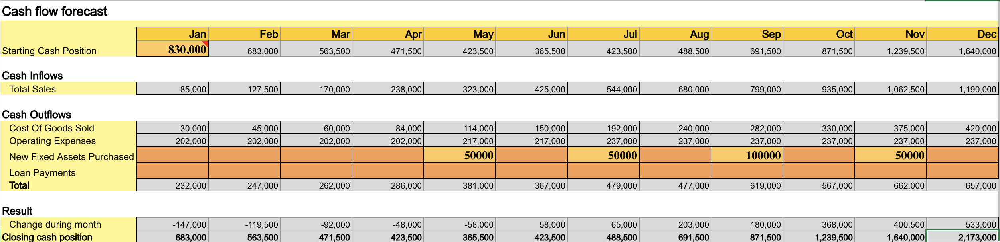 Cash flow forecast
Jan Feb Mar Apr May Jun Jul Aug Sep Oct Nov Dec
Starting Cash Position 830,000 683,000 563,500 471,500 423,500 365,500 423,500 488,500 691,500 871,500 1,239,500 1,640,000
Cash Inflows
Total Sales 85,000 127,500 170,000 238,000 323,000 425,000 544,000 680,000 799,000 935,000 1,062,500 1,190,000
Cash Outflows
Cost Of Goods Sold 30,000 45,000 60,000 84,000 114,000 150,000 192,000 240,000 282,000 330,000 375,000 420,000
Operating Expenses 202,000 202,000 202,000 202,000 217,000 217,000 237,000 237,000 237,000 237,000 237,000 237,000
New Fixed Assets Purchased 50000 50000 100000 50000
Loan Payments
Total 232,000 247,000 262,000 286,000 381,000 367,000 479,000 477,000 619,000 567,000 662,000 657,000
Result
Change during month -147,000 -119,500 -92,000 -48,000 -58,000 58,000 65,000 203,000 180,000 368,000 400,500 533,000
Closing cash position 683,000 563,500 471,500 423,500 365,500 423,500 488,500 691,500 871,500 1,239,500 1,640,000 2,173,000